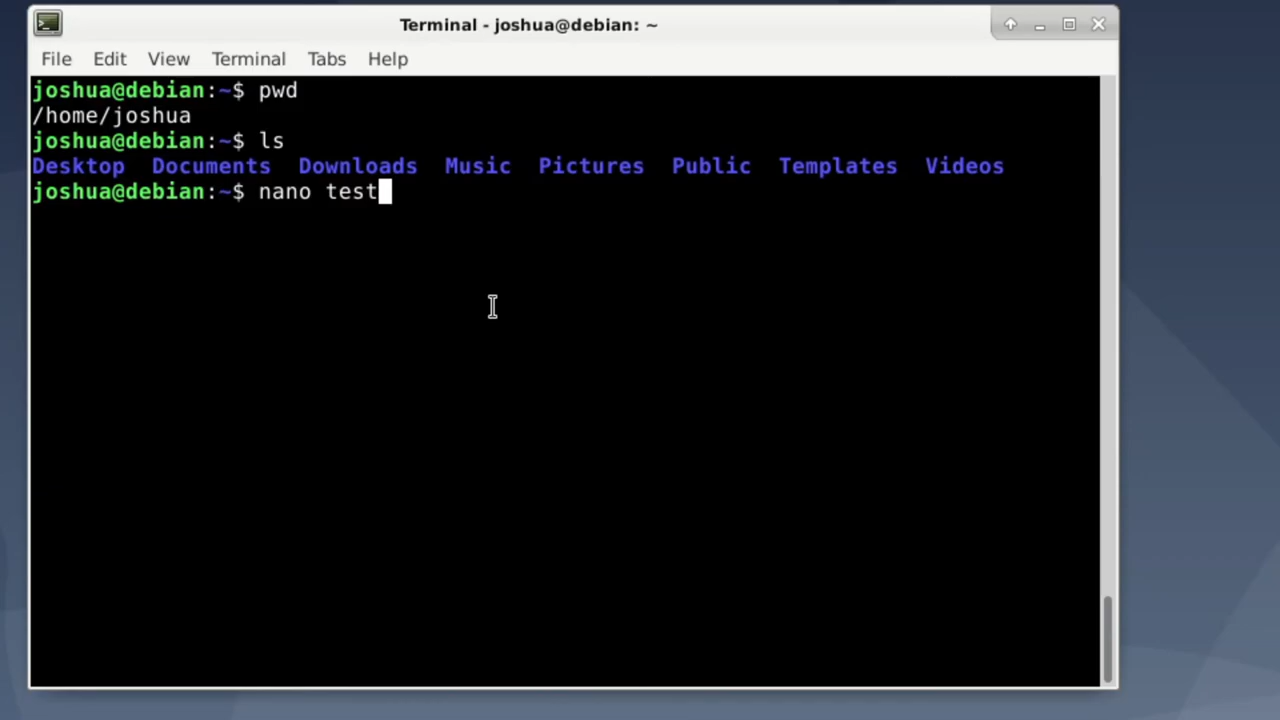 Terminal - joshua@debian: ~
File Edit View Terminal Tabs Help
joshua@debian:~$ pwd
/home/joshua
joshua@debian:~$ ls
Desktop Documents Downloads Music Pictures Public Templates Videos
joshua@debian:~$ nano test